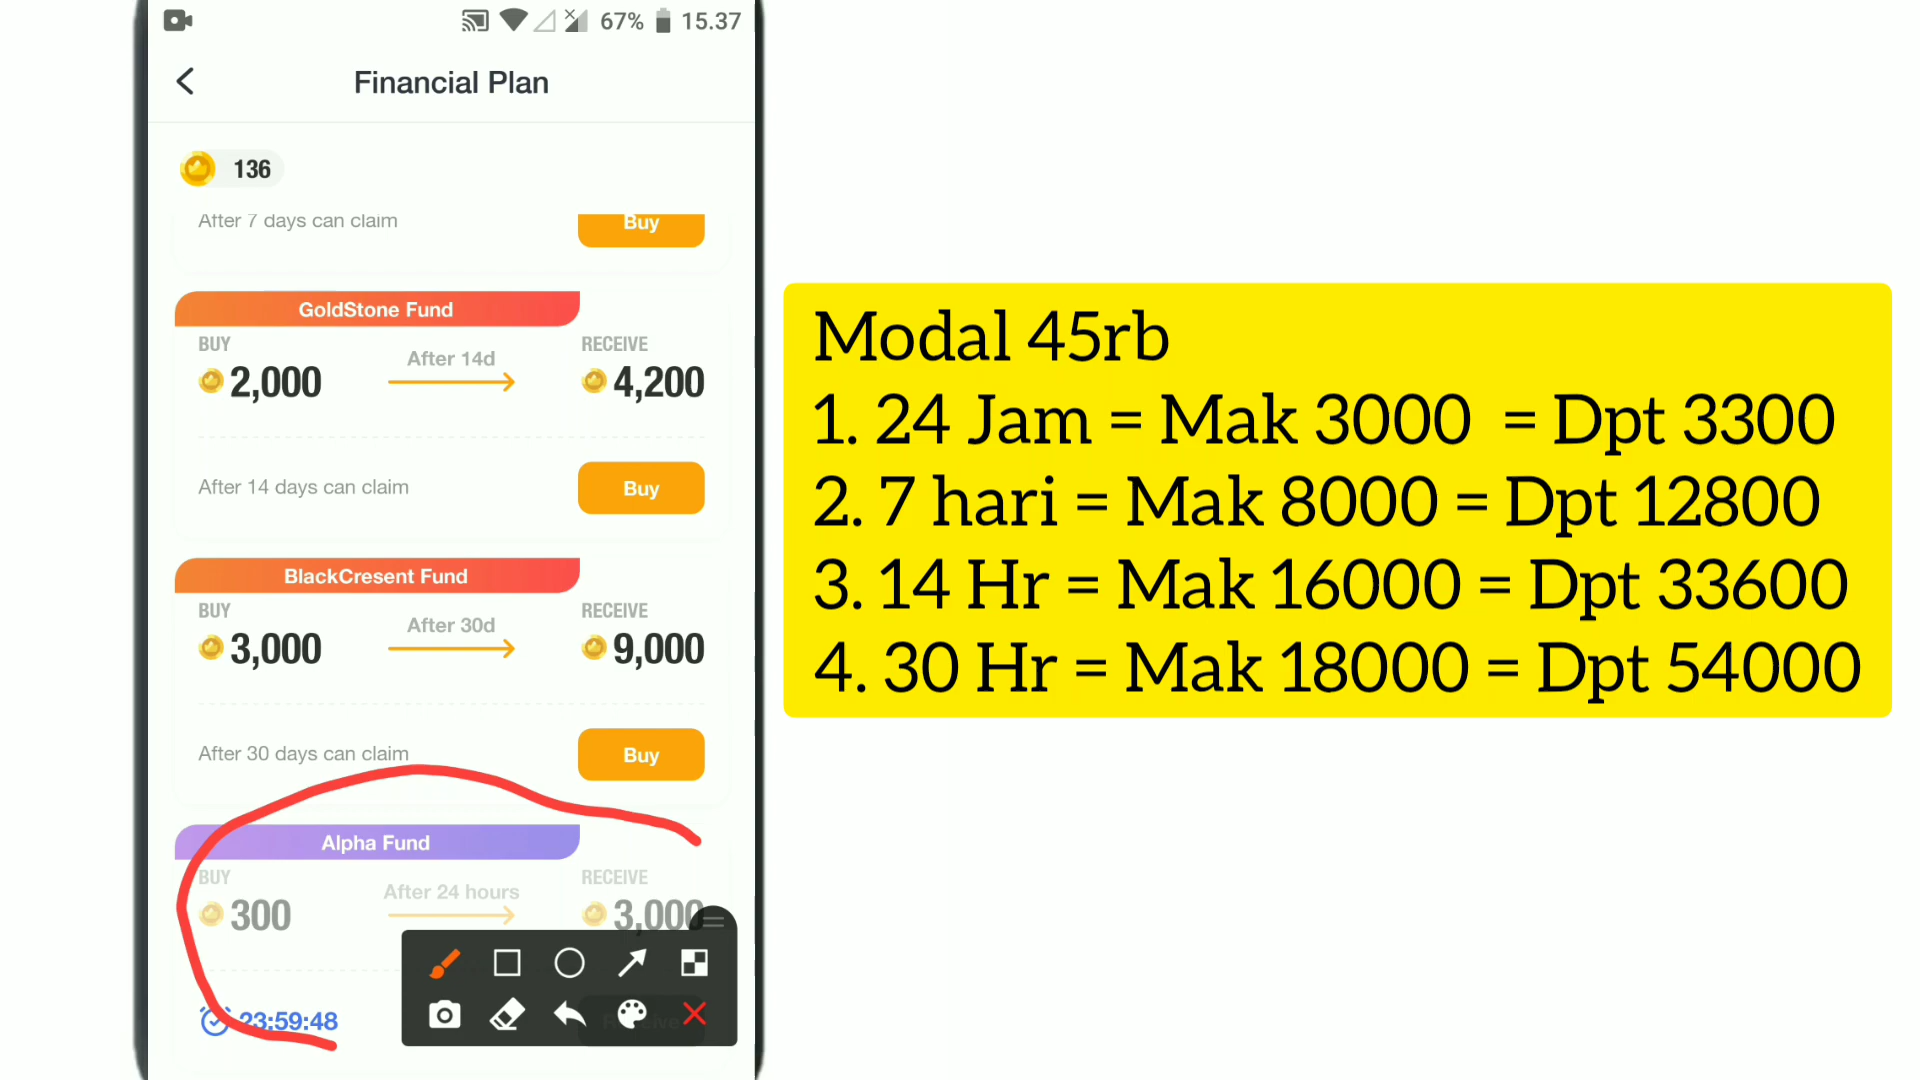 67% 15.37
Financial Plan
136
After 7 days can claim
Buy
GoldStone Fund
BUY After 14d RECEIVE
2,000 4,200
After 14 days can claim
Buy
BlackCresent Fund
BUY After 30d RECEIVE
3,000 9,000
After 30 days can claim
Buy
Alpha Fund
BUY After 24 hours RECEIVE
300 3,000
23:59:48
Modal 45rb
1. 24 Jam = Mak 3000 = Dpt 3300
2. 7 hari = Mak 8000 = Dpt 12800
3. 14 Hr = Mak 16000 = Dpt 33600
4. 30 Hr = Mak 18000 = Dpt 54000